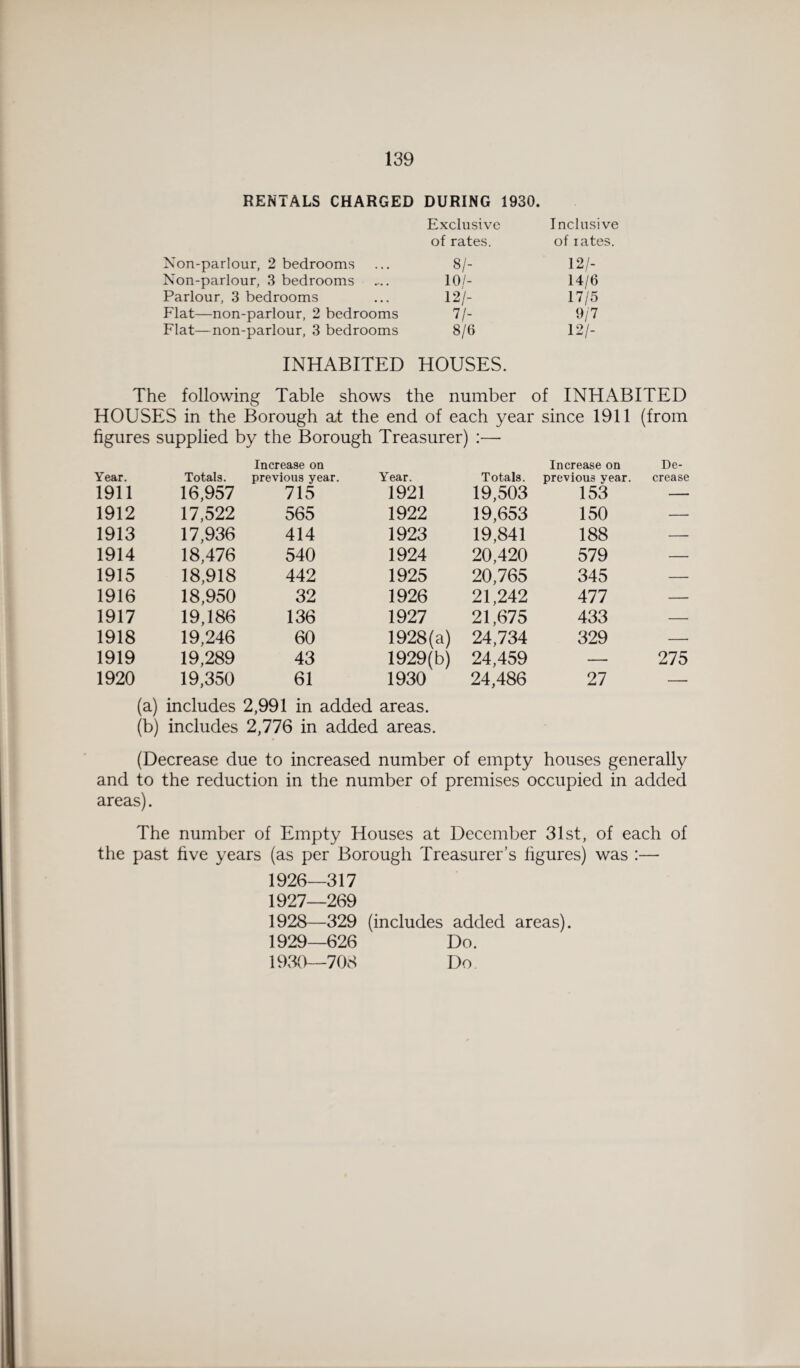 139
RENTALS CHARGED DURING 1930.
Exclusive Inclusive
of rates. of rates.
Non-parlour, 2 bedrooms ... 8/- 12/-
Non-parlour, 3 bedrooms ... 10/- 14/6
Parlour, 3 bedrooms ... 12/- 17/5
Flat—non-parlour, 2 bedrooms 7/- 9/7
Flat—non-parlour, 3 bedrooms 8/6 12/-
INHABITED HOUSES.
The following Table shows the number of INHABITED
HOUSES in the Borough at the end of each year since 1911 (from
figures supplied by the Borough Treasurer) :—
Increase on Increase on De-
Year. Totals. previous year. Year. Totals. previous year. crease
1911 16,957 715 1921 19,503 153 —
1912 17,522 565 1922 19,653 150 —
1913 17,936 414 1923 19,841 188 —
1914 18,476 540 1924 20,420 579 —
1915 18,918 442 1925 20,765 345 —
1916 18,950 32 1926 21,242 477 —
1917 19,186 136 1927 21,675 433 —
1918 19,246 60 1928(a) 24,734 329 —
1919 19,289 43 1929(b) 24,459 — 275
1920 19,350 61 1930 24,486 27 —
(a) includes 2,991 in added areas.
(b) includes 2,776 in added areas.
(Decrease due to increased number of empty houses generally
and to the reduction in the number of premises occupied in added
areas).
The number of Empty Houses at December 31st, of each of
the past five years (as per Borough Treasurer's figures) was :—
1926—317
1927—269
1928—329 (includes added areas).
1929—626 Do.
1930—708 Do.